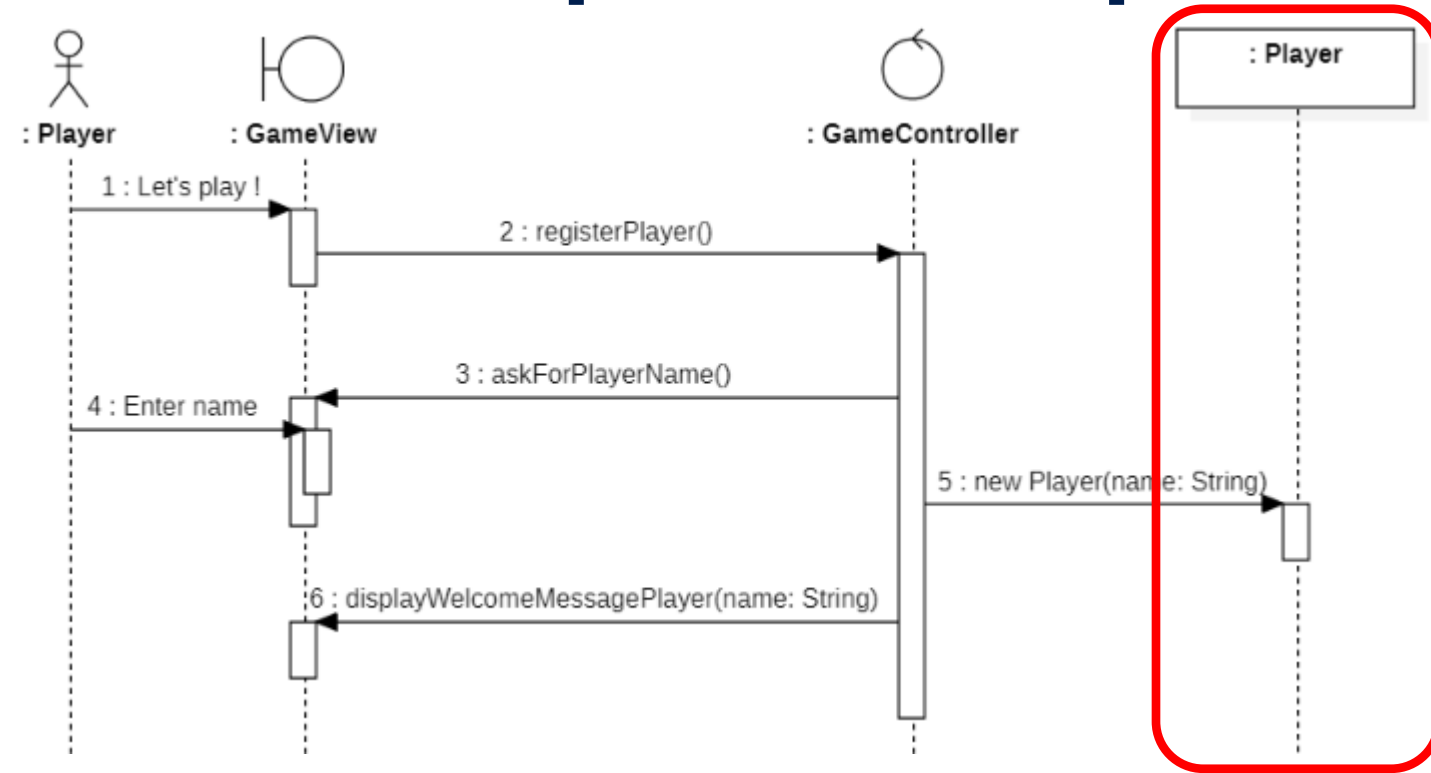 : Player
: GameView
: GameController
: Player
1 : Let's play !
2 : registerPlayer()
3 : askForPlayerName()
4 : Enter name
5 : new Player(name: String)
6 : displayWelcomeMessagePlayer(name: String)